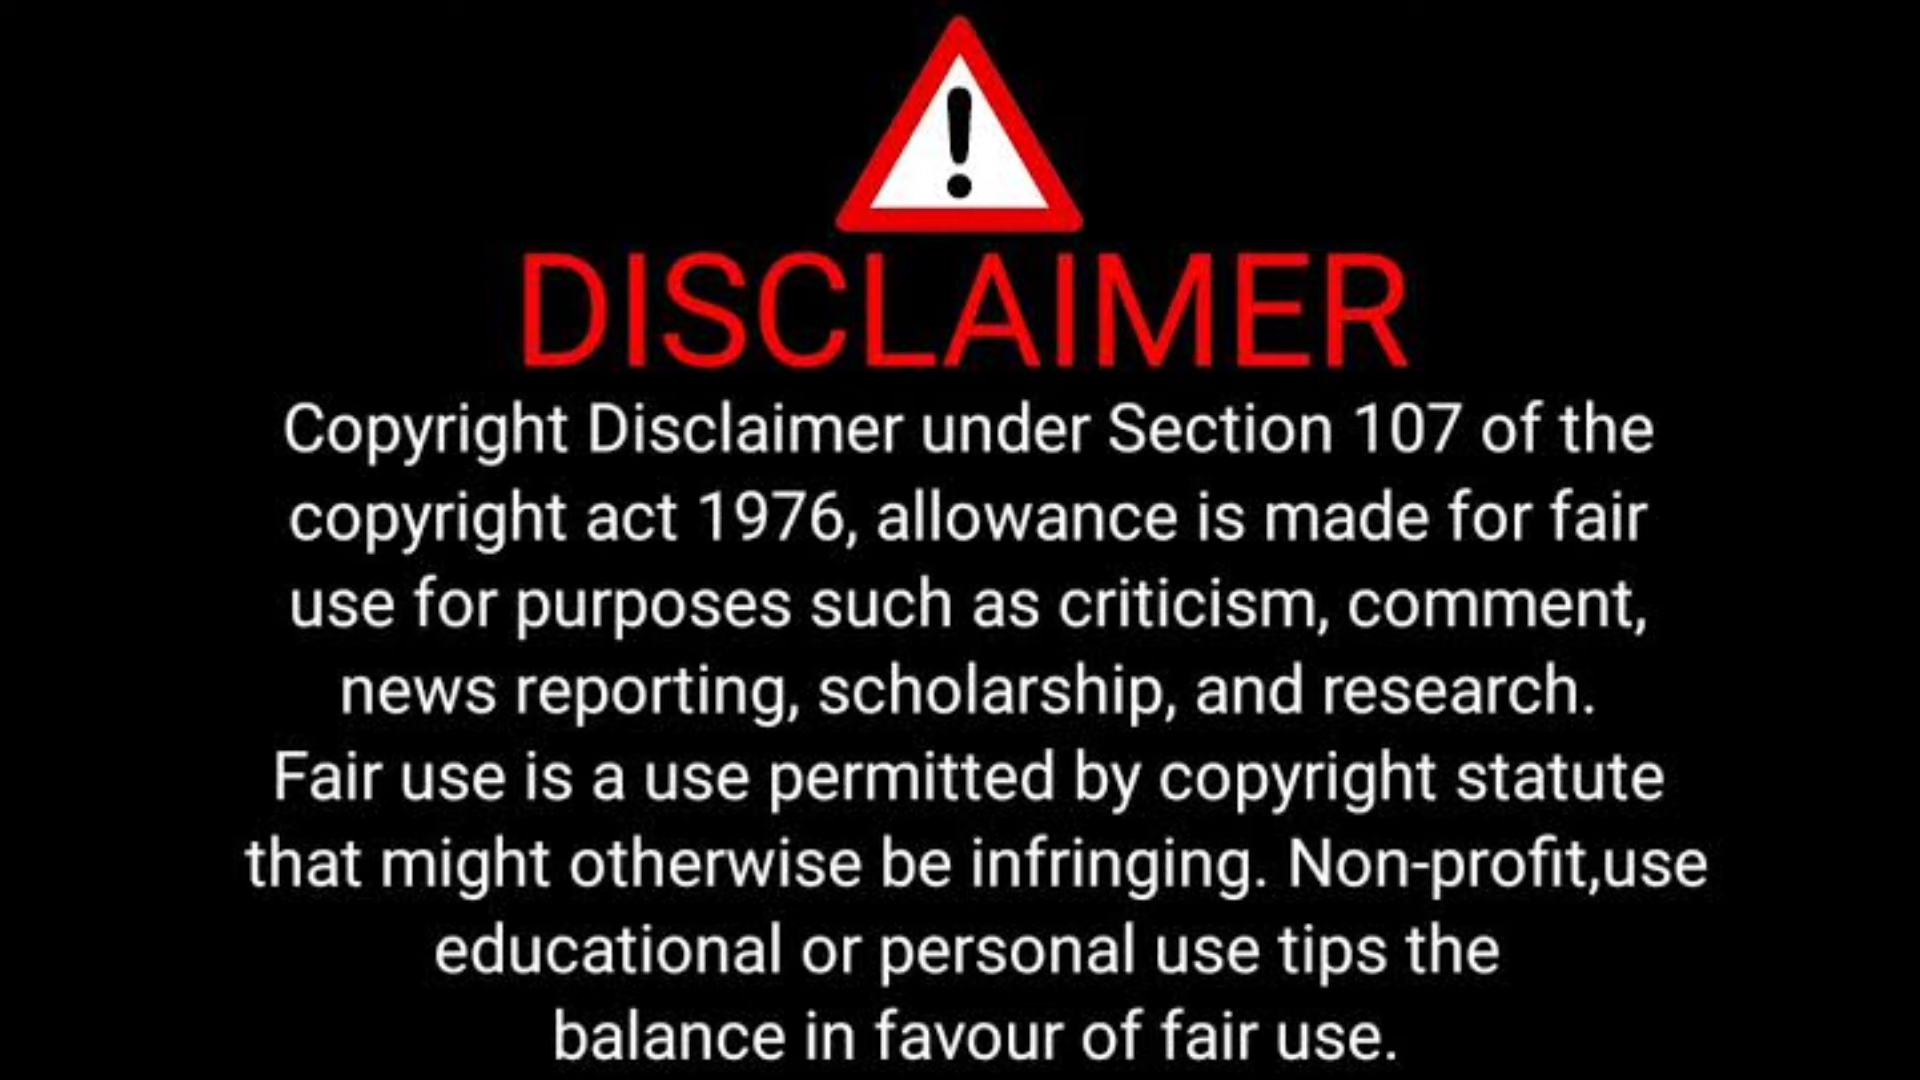 DISCLAIMER
Copyright Disclaimer under Section 107 of the
copyright act 1976, allowance is made for fair
use for purposes such as criticism, comment,
news reporting, scholarship, and research.
Fair use is a use permitted by copyright statute
that might otherwise be infringing. Non-profit,use
educational or personal use tips the
balance in favour of fair use.